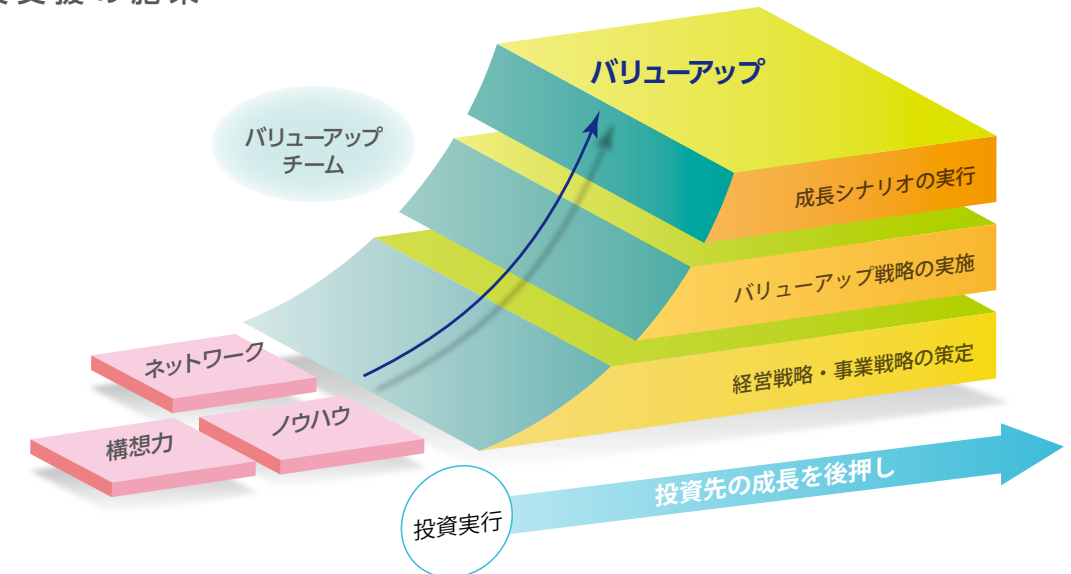 バリューアップ
バリューアップ
チーム
成長シナリオの実行
バリューアップ戦略の実施
経営戦略・事業戦略の策定
ネットワーク
ノウハウ
構想力
投資先の成長を後押し
投資実行